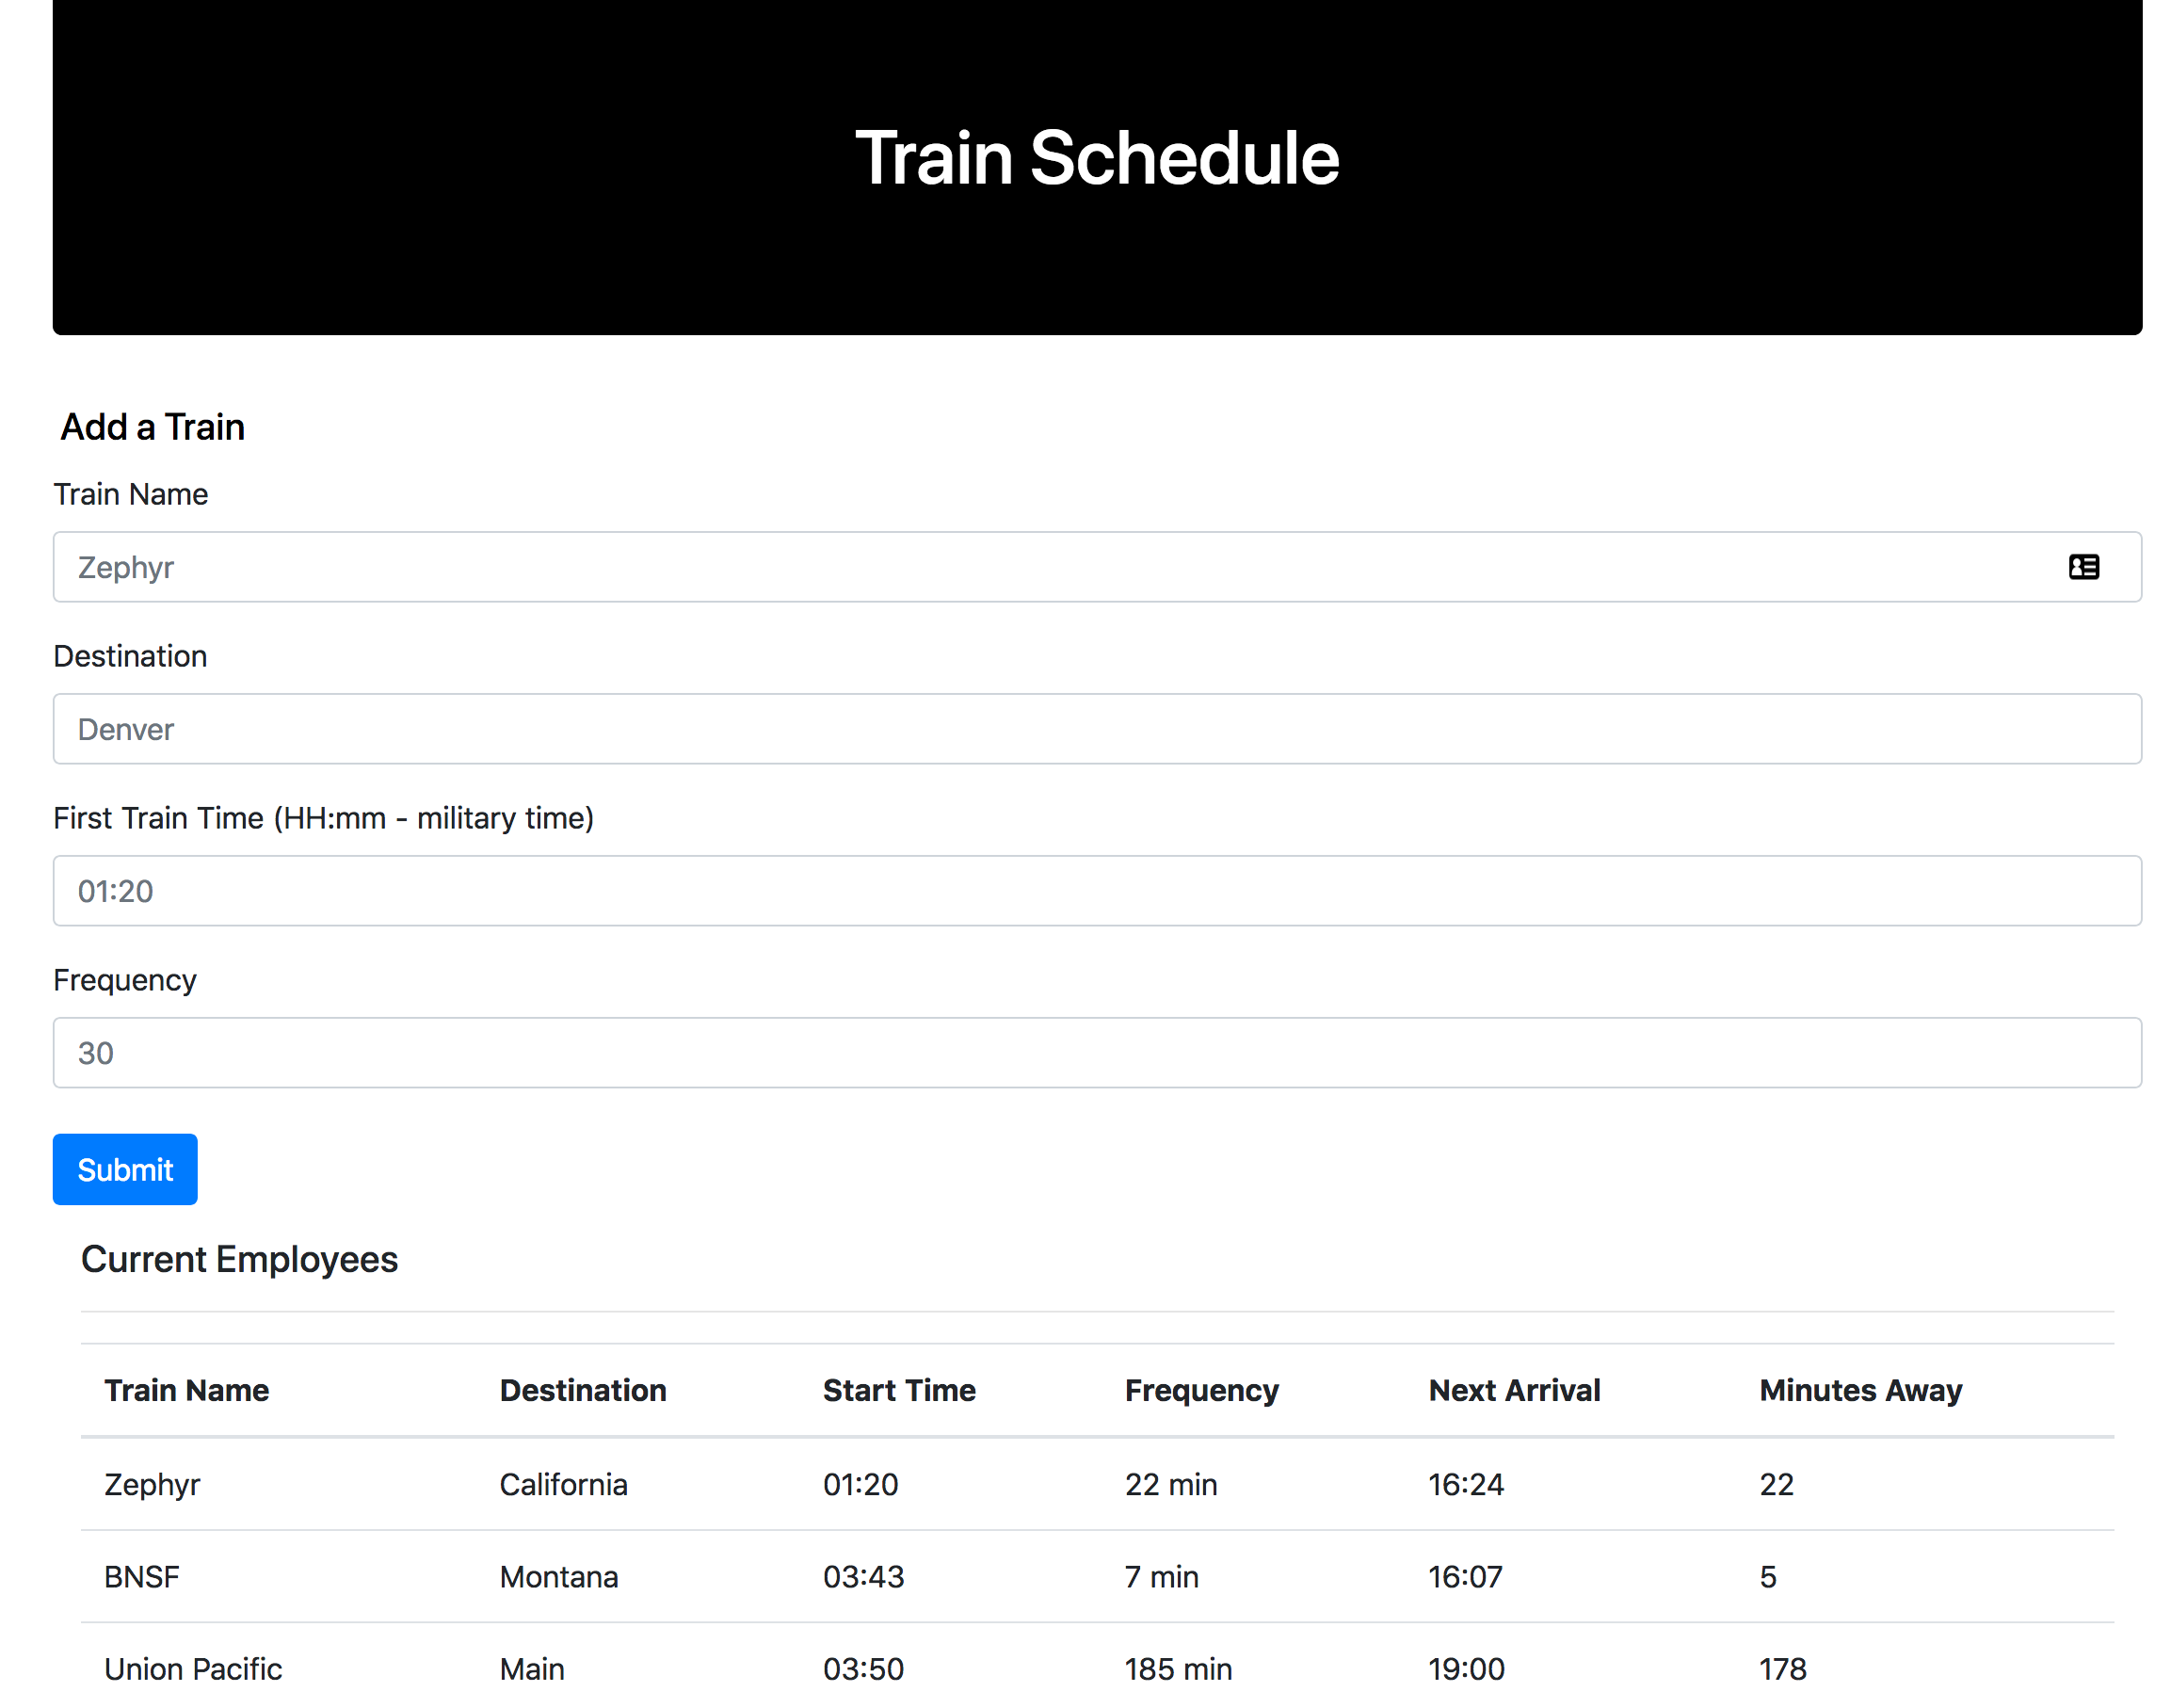 Train Schedule
Add a Train
Train Name
Zephyr
Destination
Denver
First Train Time (HH:mm - military time)
01:20
Frequency
30
Submit
Current Employees
Train Name Destination Start Time Frequency Next Arrival Minutes Away
Zephyr California 01:20 22 min 16:24 22
BNSF Montana 03:43 7 min 16:07 5
Union Pacific Main 03:50 185 min 19:00 178